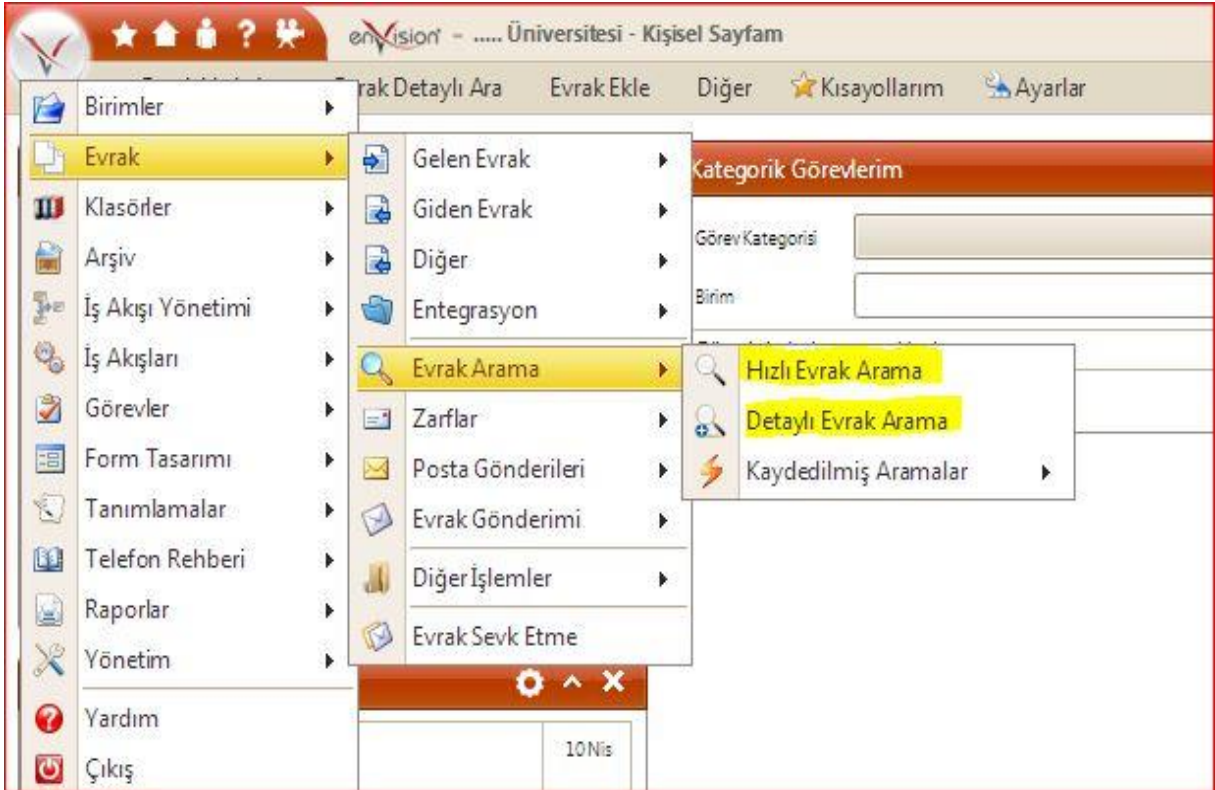 enVision - ..... Üniversitesi - Kişisel Sayfam
Detaylı Ara Evrak Ekle Diğer Kısayollarım Ayarlar
Birimler
Evrak
Klasörler
Arşiv
İş Akışı Yönetimi
İş Akışları
Görevler
Form Tasarımı
Tanımlamalar
Telefon Rehberi
Raporlar
Yönetim
Yardım
Çıkış
Gelen Evrak
Giden Evrak
Diğer
Entegrasyon
Evrak Arama
Zarflar
Posta Gönderileri
Evrak Gönderimi
Diğer İşlemler
Evrak Sevk Etme
Hızlı Evrak Arama
Detaylı Evrak Arama
Kaydedilmiş Aramalar
Kategorik Görevlerim
Görev Kategorisi
Birim
10 Nis